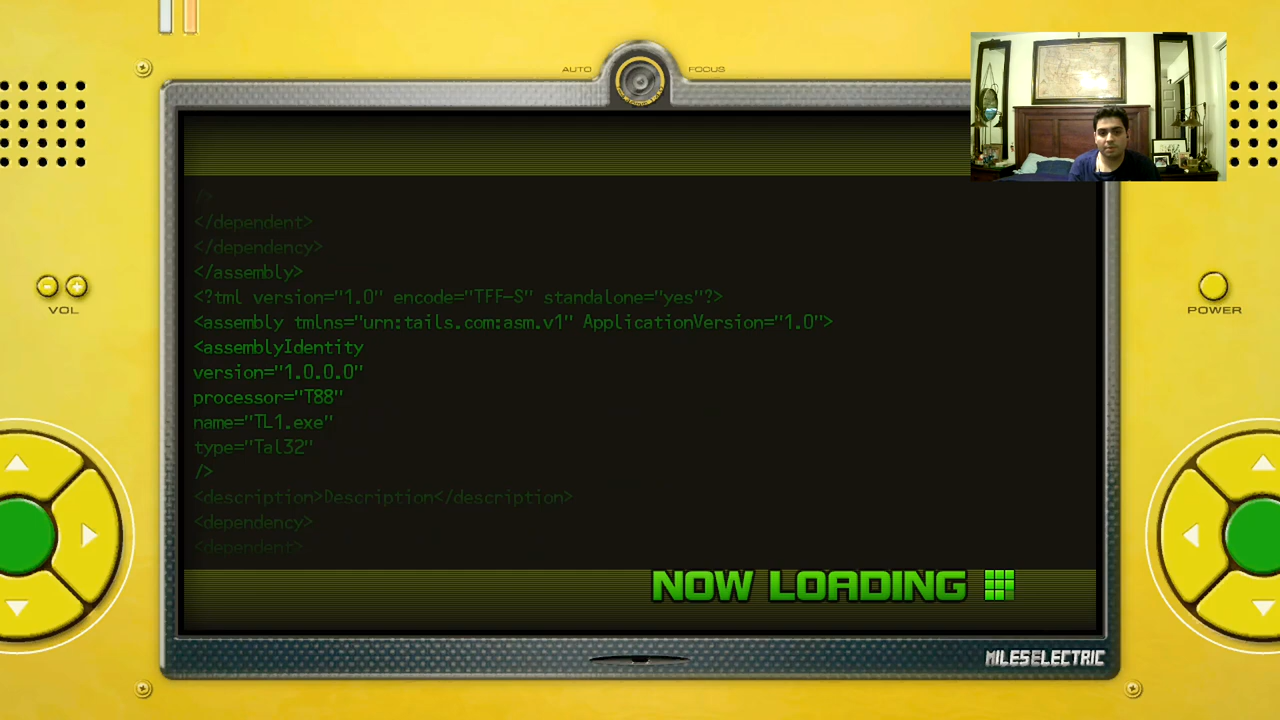 AUTO
FOCUS
/>
</dependent>
</dependency>
</assembly>
<?tml version="1.0" encode="TFF-S" standalone="yes"?>
<assembly tmlns="urn:tails.com:asm.v1" ApplicationVersion="1.0">
<assemblyIdentity
version="1.0.0.0"
processor="T88"
name="TL1.exe"
type="Tal32"
/>
<description>Description</description>
<dependency>
<dependent>
- +
VOL
POWER
NOW LOADING
MILESELECTRIC